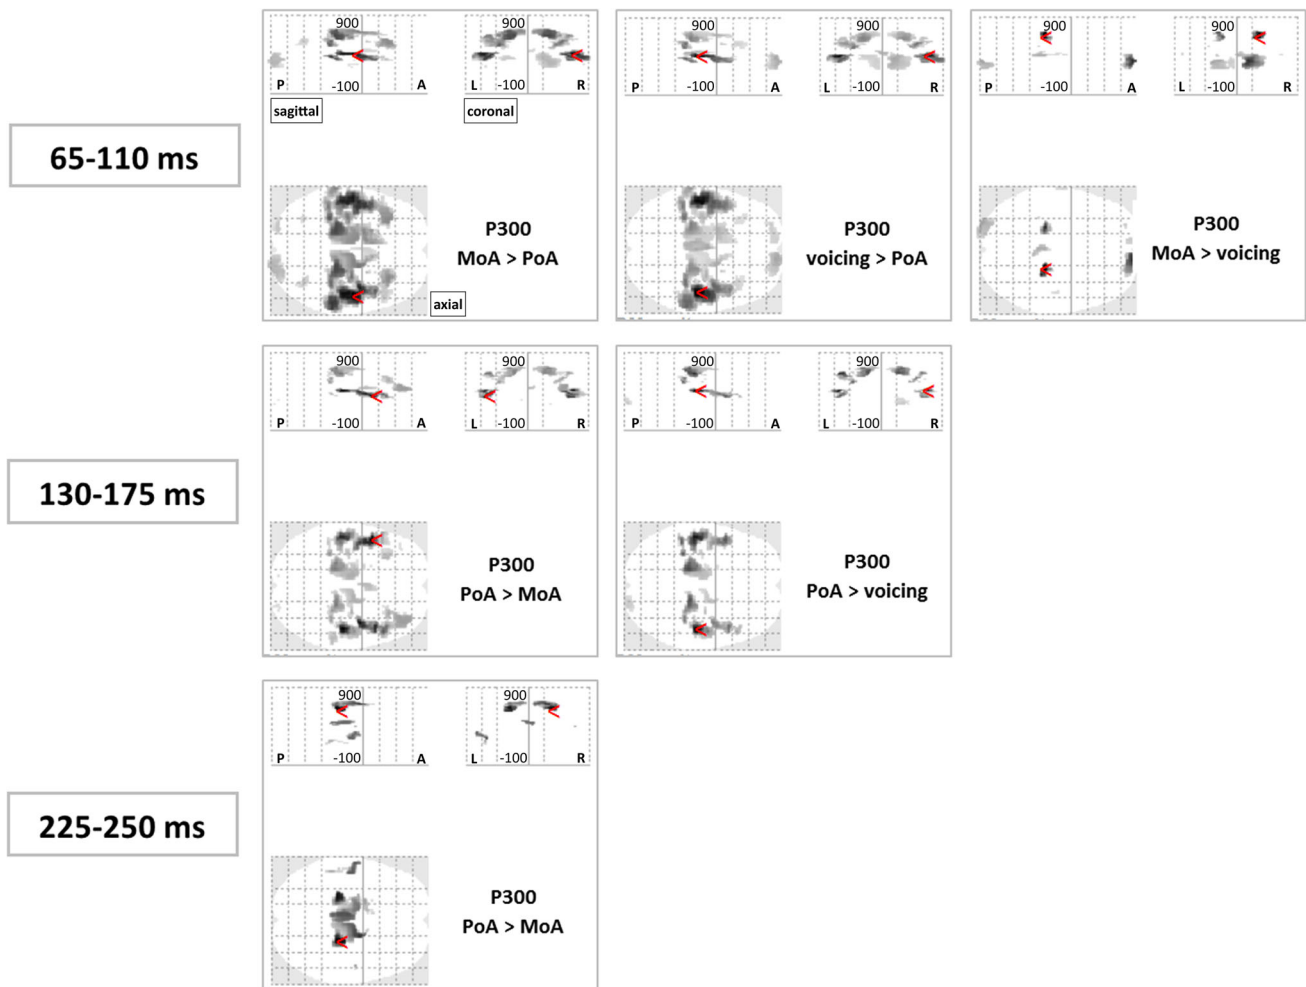 65-110 ms
900
-100
P A
sagittal
900
-100
L R
coronal
axial
P300
MoA > PoA
900
-100
P A
900
-100
L R
P300
voicing > PoA
900
-100
P A
900
-100
L R
P300
MoA > voicing
130-175 ms
900
-100
P A
900
-100
L R
P300
PoA > MoA
900
-100
P A
900
-100
L R
P300
PoA > voicing
225-250 ms
900
-100
P A
900
-100
L R
P300
PoA > MoA